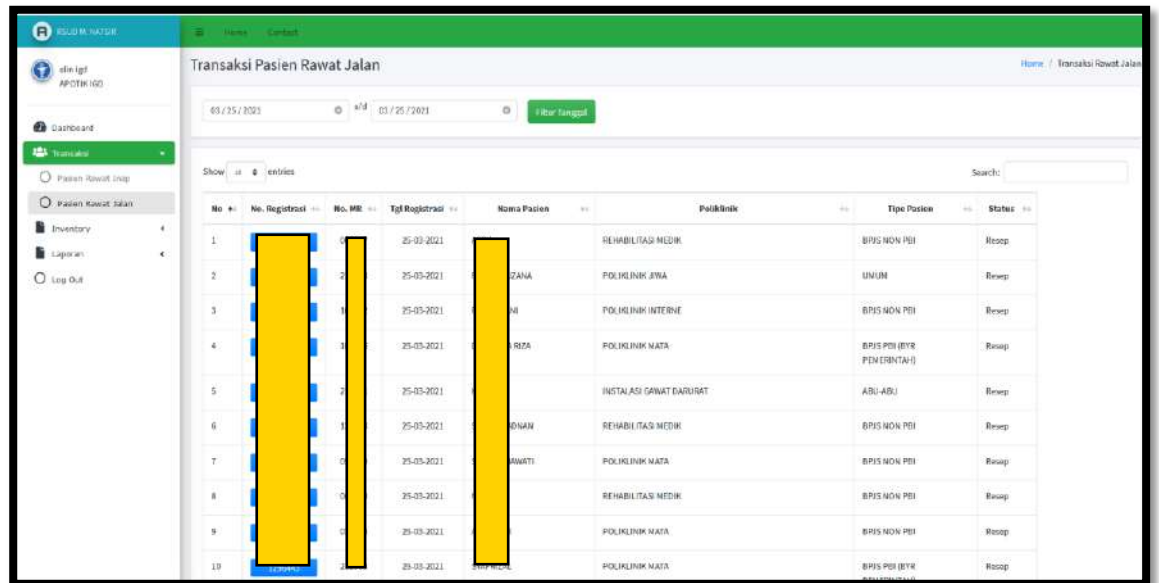 RSUD M. NATSIR
Home Contact
elin igd
APOTIK IGD
Transaksi Pasien Rawat Jalan
Home / Transaksi Rawat Jalan
03/25/2021 s/d 03/25/2021 Filter Tanggal
Dashboard
Transaksi
Pasien Rawat Inap
Pasien Rawat Jalan
Inventory
Laporan
Log Out
Show entries Search:
No No. Registrasi No. MR Tgl Registrasi Nama Pasien Poliklinik Tipe Pasien Status
1 25-03-2021 REHABILITASI MEDIK BPJS NON PBI Resep
2 25-03-2021 POLIKLINIK JIWA UMUM Resep
3 25-03-2021 POLIKLINIK INTERNE BPJS NON PBI Resep
4 25-03-2021 RIZA POLIKLINIK MATA BPJS PBI (BYR
PEMERINTAH) Resep
5 25-03-2021 INSTALASI GAWAT DARURAT ABU-ABU Resep
6 25-03-2021 REHABILITASI MEDIK BPJS NON PBI Resep
7 25-03-2021 POLIKLINIK MATA BPJS NON PBI Resep
8 25-03-2021 REHABILITASI MEDIK BPJS NON PBI Resep
9 25-03-2021 POLIKLINIK MATA BPJS NON PBI Resep
10 25-03-2021 POLIKLINIK MATA BPJS PBI (BYR Resep